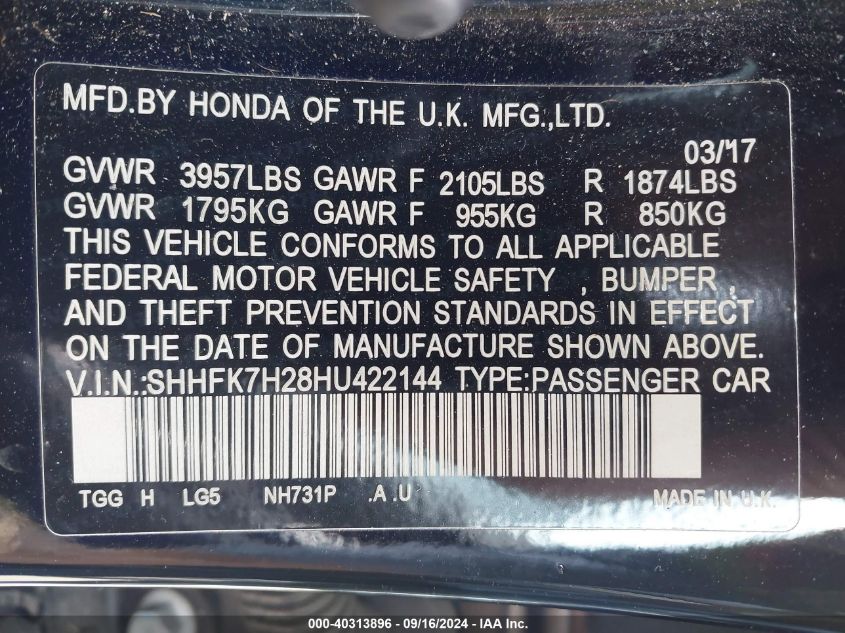 MFD.BY HONDA OF THE U.K. MFG.,LTD.
03/17
GVWR 3957LBS GAWR F 2105LBS R 1874LBS
GVWR 1795KG GAWR F 955KG R 850KG
THIS VEHICLE CONFORMS TO ALL APPLICABLE
FEDERAL MOTOR VEHICLE SAFETY , BUMPER ,
AND THEFT PREVENTION STANDARDS IN EFFECT
ON THE DATE OF MANUFACTURE SHOWN ABOVE.
V.I.N.:SHHFK7H28HU422144 TYPE:PASSENGER CAR
TGG H LG5 NH731P .A .U MADE IN U.K.
000-40313896 - 09/16/2024 - IAA Inc.